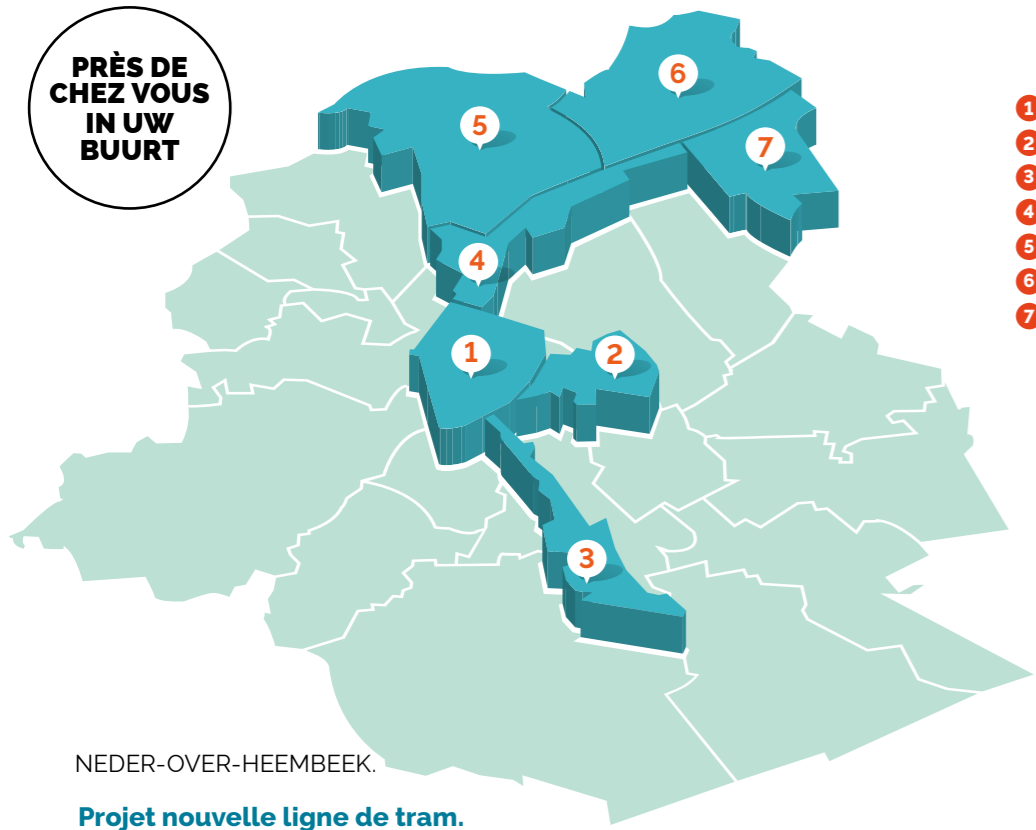 PRÈS DE
CHEZ VOUS
IN UW
BUURT
6
5
7
4
1
2
3
1
2
3
4
5
6
7
NEDER-OVER-HEEMBEEK.
Projet nouvelle ligne de tram.